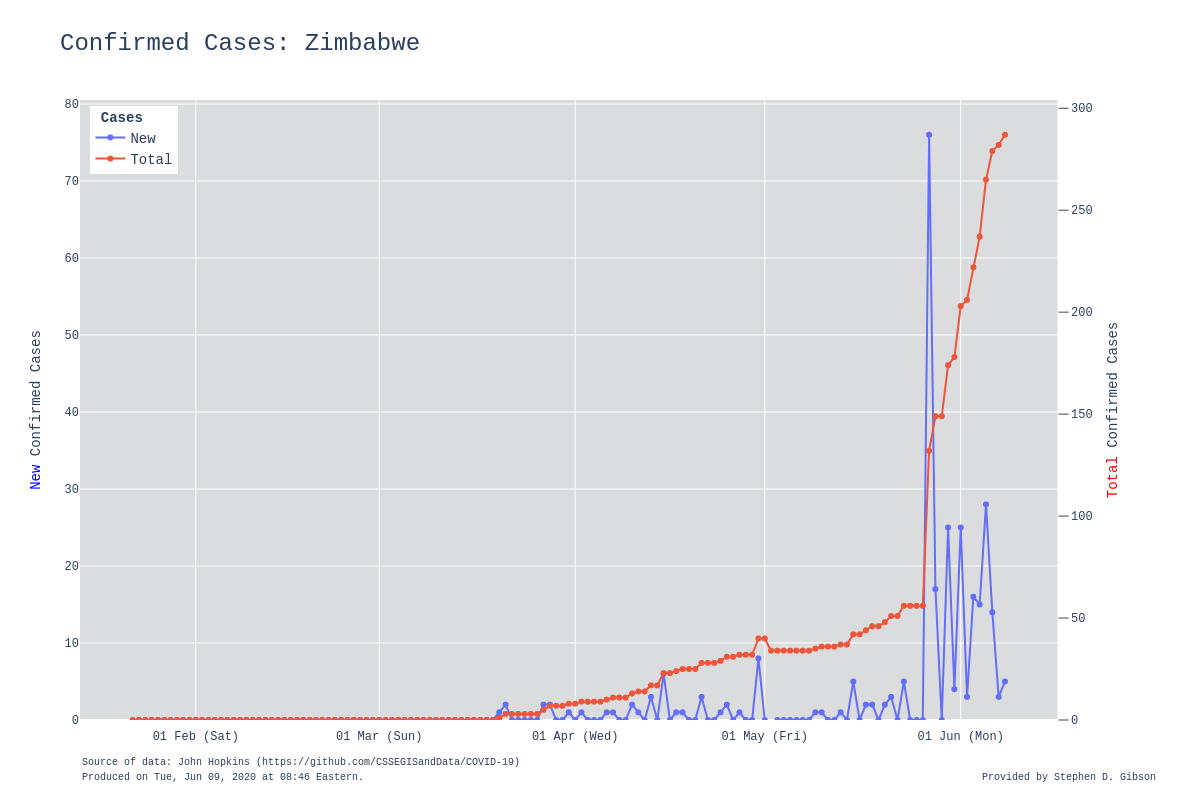 Confirmed Cases: Zimbabwe
Cases
New
Total
80
70
60
50
40
30
20
10
0
300
250
200
150
100
50
0
New Confirmed Cases
Total Confirmed Cases
01 Feb (Sat)
01 Mar (Sun)
01 Apr (Wed)
01 May (Fri)
01 Jun (Mon)
Source of data: John Hopkins (https://github.com/CSSEGISandData/COVID-19)
Produced on Tue, Jun 09, 2020 at 08:46 Eastern.
Provided by Stephen D. Gibson